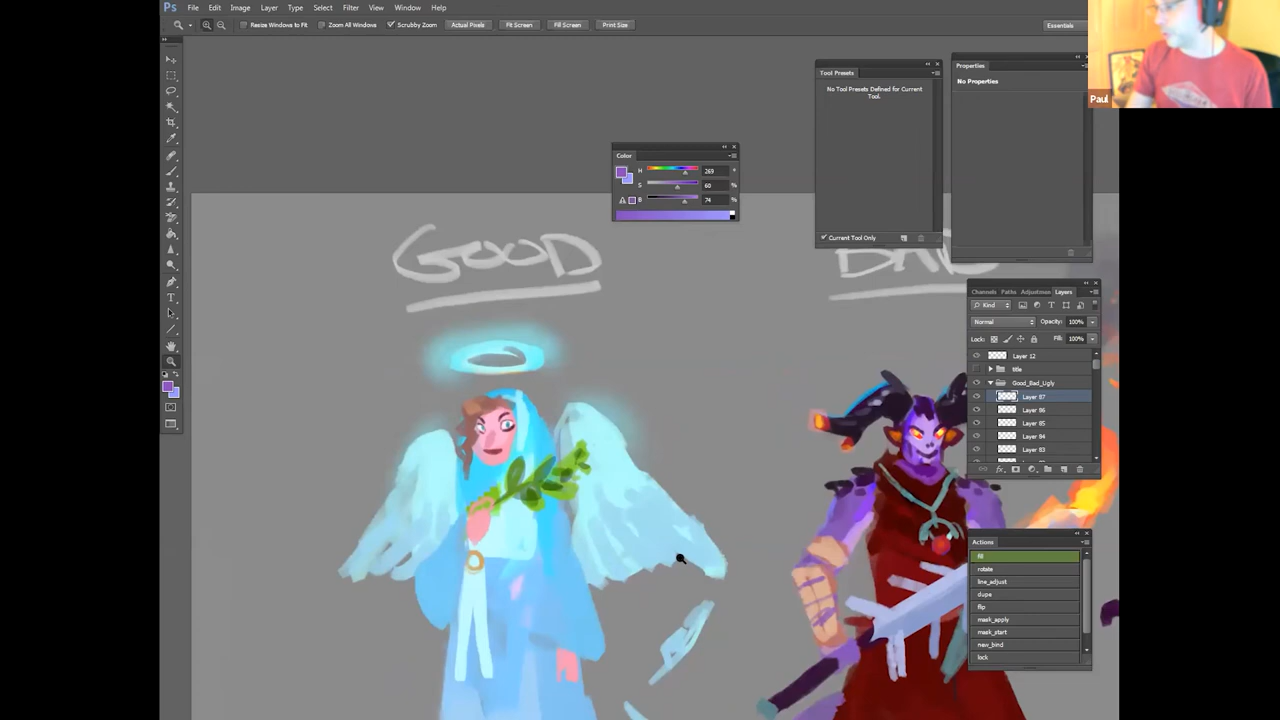 Ps File Edit Image Layer Type Select Filter View Window Help
Resize Windows to Fit Zoom All Windows Scrubby Zoom Actual Pixels Fit Screen Fill Screen Print Size Essentials
Tool Presets
No Tool Presets Defined for Current
Tool.
Current Tool Only
Properties
No Properties
Paul
Color
H 269 °
S 60 %
B 74 %
GOOD
BAD
Channels Paths Adjustmen Layers
Kind
Normal Opacity: 100%
Lock: Fill: 100%
Layer 12
title
Good_Bad_Ugly
Layer 87
Layer 86
Layer 85
Layer 84
Layer 83
fx
Actions
fill
rotate
line_adjust
dupe
flip
mask_apply
mask_start
new_bind
lock
T